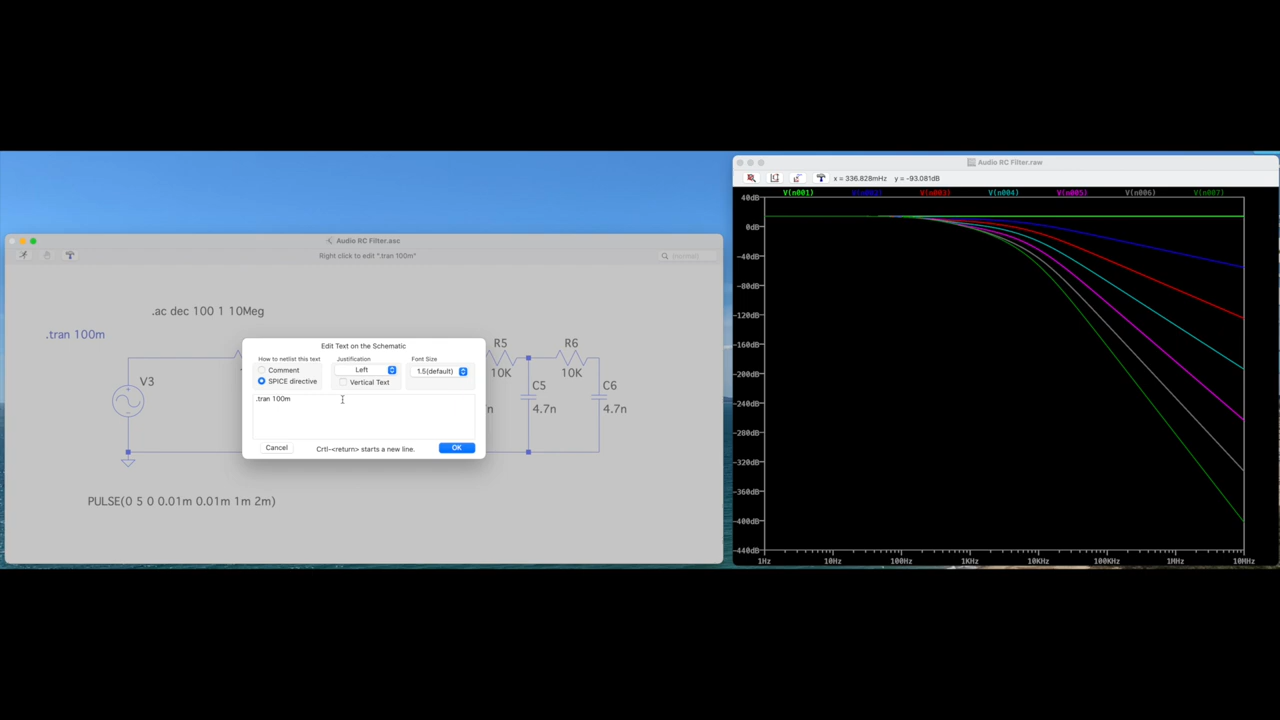 Audio RC Filter.raw
x = 336.828mHz y = -93.081dB
V(n001) V(n002) V(n003) V(n004) V(n005) V(n006) V(n007)
40dB
0dB
-40dB
-80dB
-120dB
-160dB
-200dB
-240dB
-280dB
-320dB
-360dB
-400dB
-440dB
1Hz 10Hz 100Hz 1KHz 10KHz 100KHz 1MHz 10MHz
Audio RC Filter.asc
Right click to edit ".tran 100m"
(normal)
.ac dec 100 1 10Meg
.tran 100m
V3
R5
10K
R6
10K
C5
4.7n
C6
4.7n
n
PULSE(0 5 0 0.01m 0.01m 1m 2m)
Edit Text on the Schematic
How to netlist this text
Comment
SPICE directive
Justification
Left
Vertical Text
Font Size
1.5(default)
.tran 100m
Cancel
Crtl-<return> starts a new line.
OK